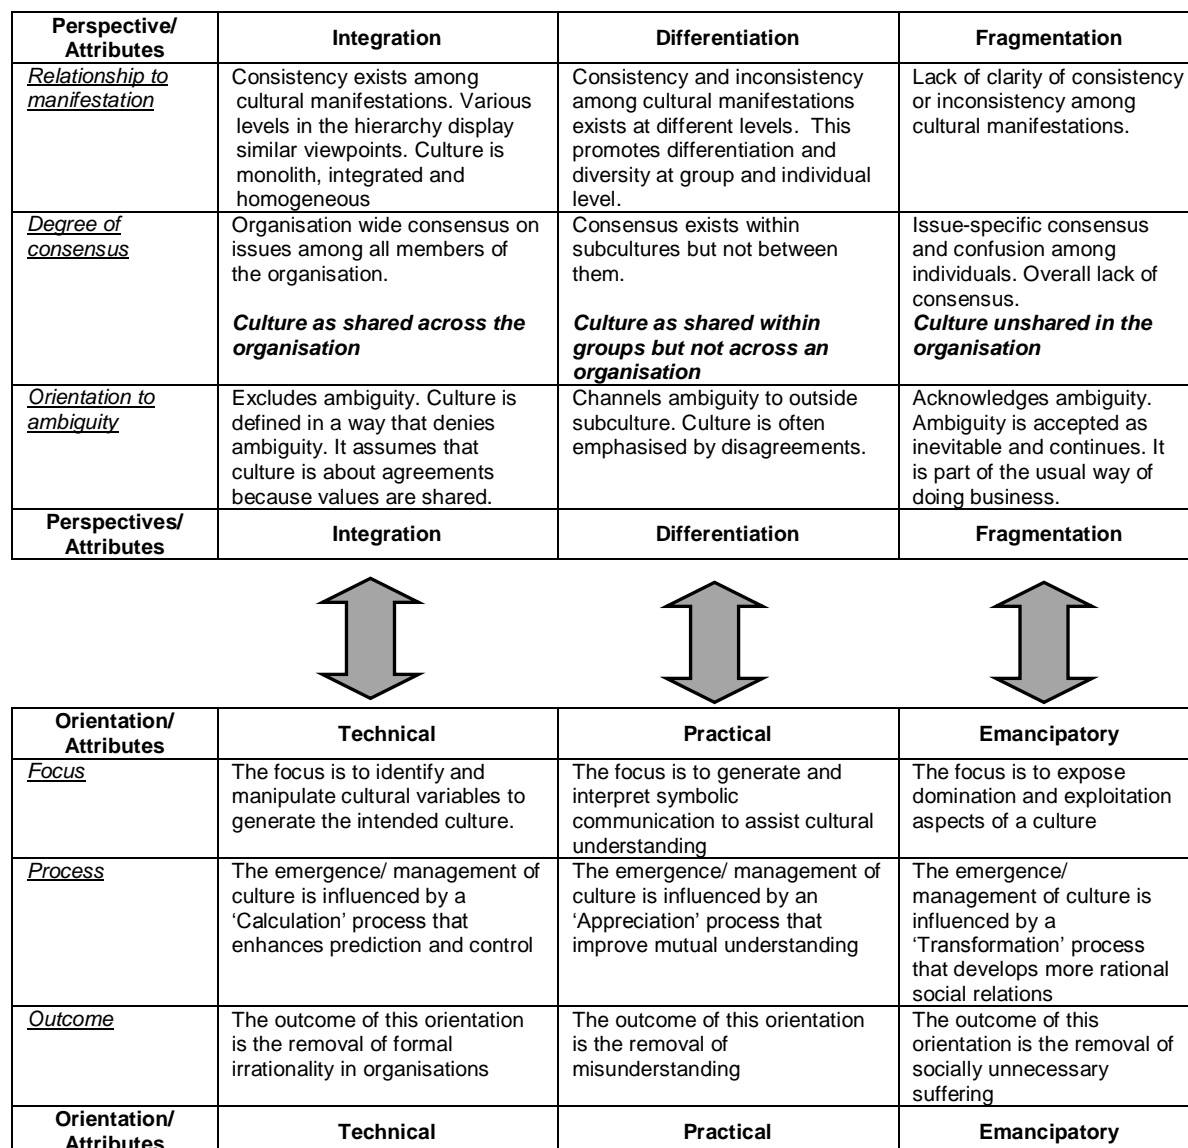 Perspective/
Attributes
Integration
Differentiation
Fragmentation
Relationship to
manifestation
Consistency exists among
cultural manifestations. Various
levels in the hierarchy display
similar viewpoints. Culture is
monolith, integrated and
homogeneous
Consistency and inconsistency
among cultural manifestations
exists at different levels.  This
promotes differentiation and
diversity at group and individual
level.
Lack of clarity of consistency
or inconsistency among
cultural manifestations.
Degree of
consensus
Organisation wide consensus on
issues among all members of
the organisation.
Culture as shared across the
organisation
Consensus exists within
subcultures but not between
them.
Culture as shared within
groups but not across an
organisation
Issue-specific consensus
and confusion among
individuals. Overall lack of
consensus.
Culture unshared in the
organisation
Orientation to
ambiguity
Excludes ambiguity. Culture is
defined in a way that denies
ambiguity. It assumes that
culture is about agreements
because values are shared.
Channels ambiguity to outside
subculture. Culture is often
emphasised by disagreements.
Acknowledges ambiguity.
Ambiguity is accepted as
inevitable and continues. It
is part of the usual way of
doing business.
Perspectives/
Attributes
Integration
Differentiation
Fragmentation
Orientation/
Attributes
Technical
Practical
Emancipatory
Focus
The focus is to identify and
manipulate cultural variables to
generate the intended culture.
The focus is to generate and
interpret symbolic
communication to assist cultural
understanding
The focus is to expose
domination and exploitation
aspects of a culture
Process
The emergence/ management of
culture is influenced by a
‘Calculation’ process that
enhances prediction and control
The emergence/ management of
culture is influenced by an
‘Appreciation’ process that
improve mutual understanding
The emergence/
management of culture is
influenced by a
‘Transformation’ process
that develops more rational
social relations
Outcome
The outcome of this orientation
is the removal of formal
irrationality in organisations
The outcome of this orientation
is the removal of
misunderstanding
The outcome of this
orientation is the removal of
socially unnecessary
suffering
Orientation/
Attributes
Technical
Practical
Emancipatory